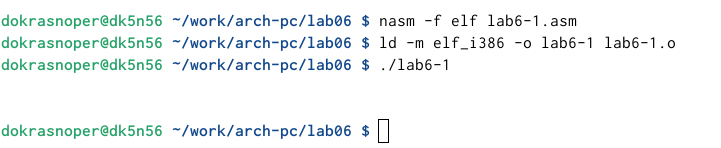 dokrasnoper@dk5n56 ~/work/arch-pc/lab06 $ nasm -f elf lab6-1.asm
dokrasnoper@dk5n56 ~/work/arch-pc/lab06 $ ld -m elf_i386 -o lab6-1 lab6-1.o
dokrasnoper@dk5n56 ~/work/arch-pc/lab06 $ ./lab6-1
dokrasnoper@dk5n56 ~/work/arch-pc/lab06 $